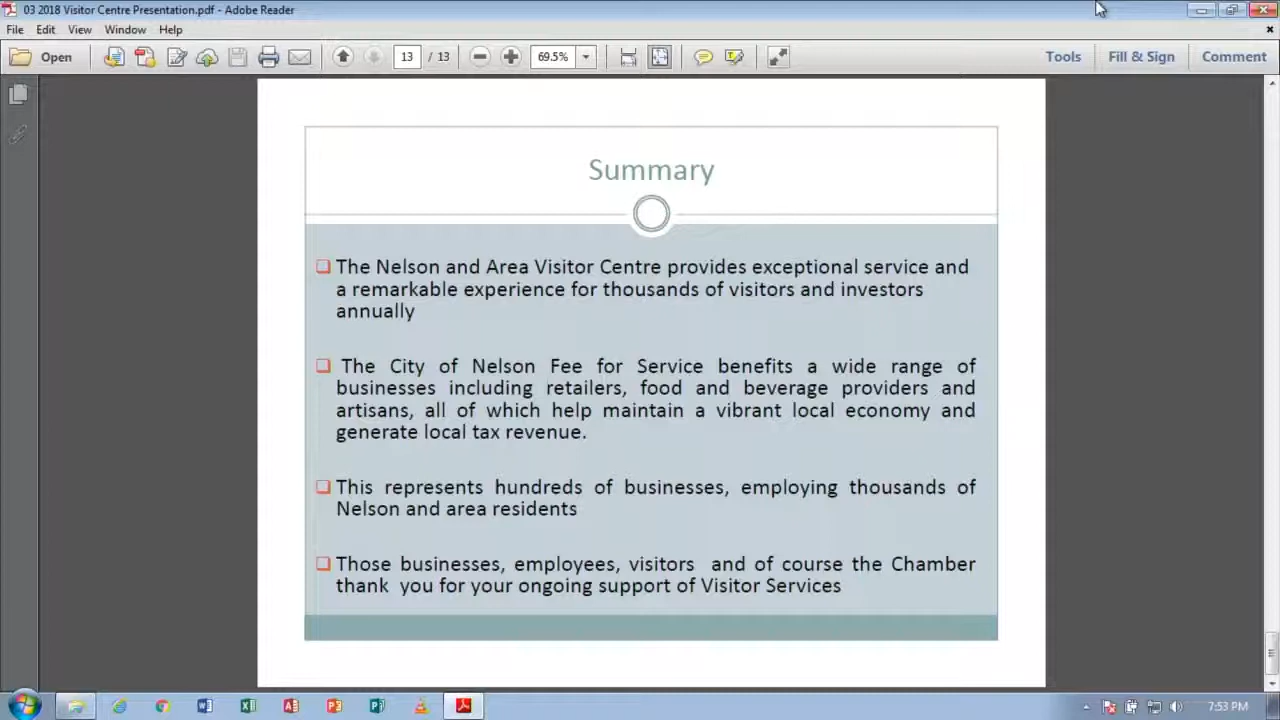 03 2018 Visitor Centre Presentation.pdf - Adobe Reader
File Edit View Window Help
Open 13 / 13 69.5% Tools Fill & Sign Comment
Summary
The Nelson and Area Visitor Centre provides exceptional service and
a remarkable experience for thousands of visitors and investors
annually
The City of Nelson Fee for Service benefits a wide range of
businesses including retailers, food and beverage providers and
artisans, all of which help maintain a vibrant local economy and
generate local tax revenue.
This represents hundreds of businesses, employing thousands of
Nelson and area residents
Those businesses, employees, visitors and of course the Chamber
thank you for your ongoing support of Visitor Services
7:53 PM